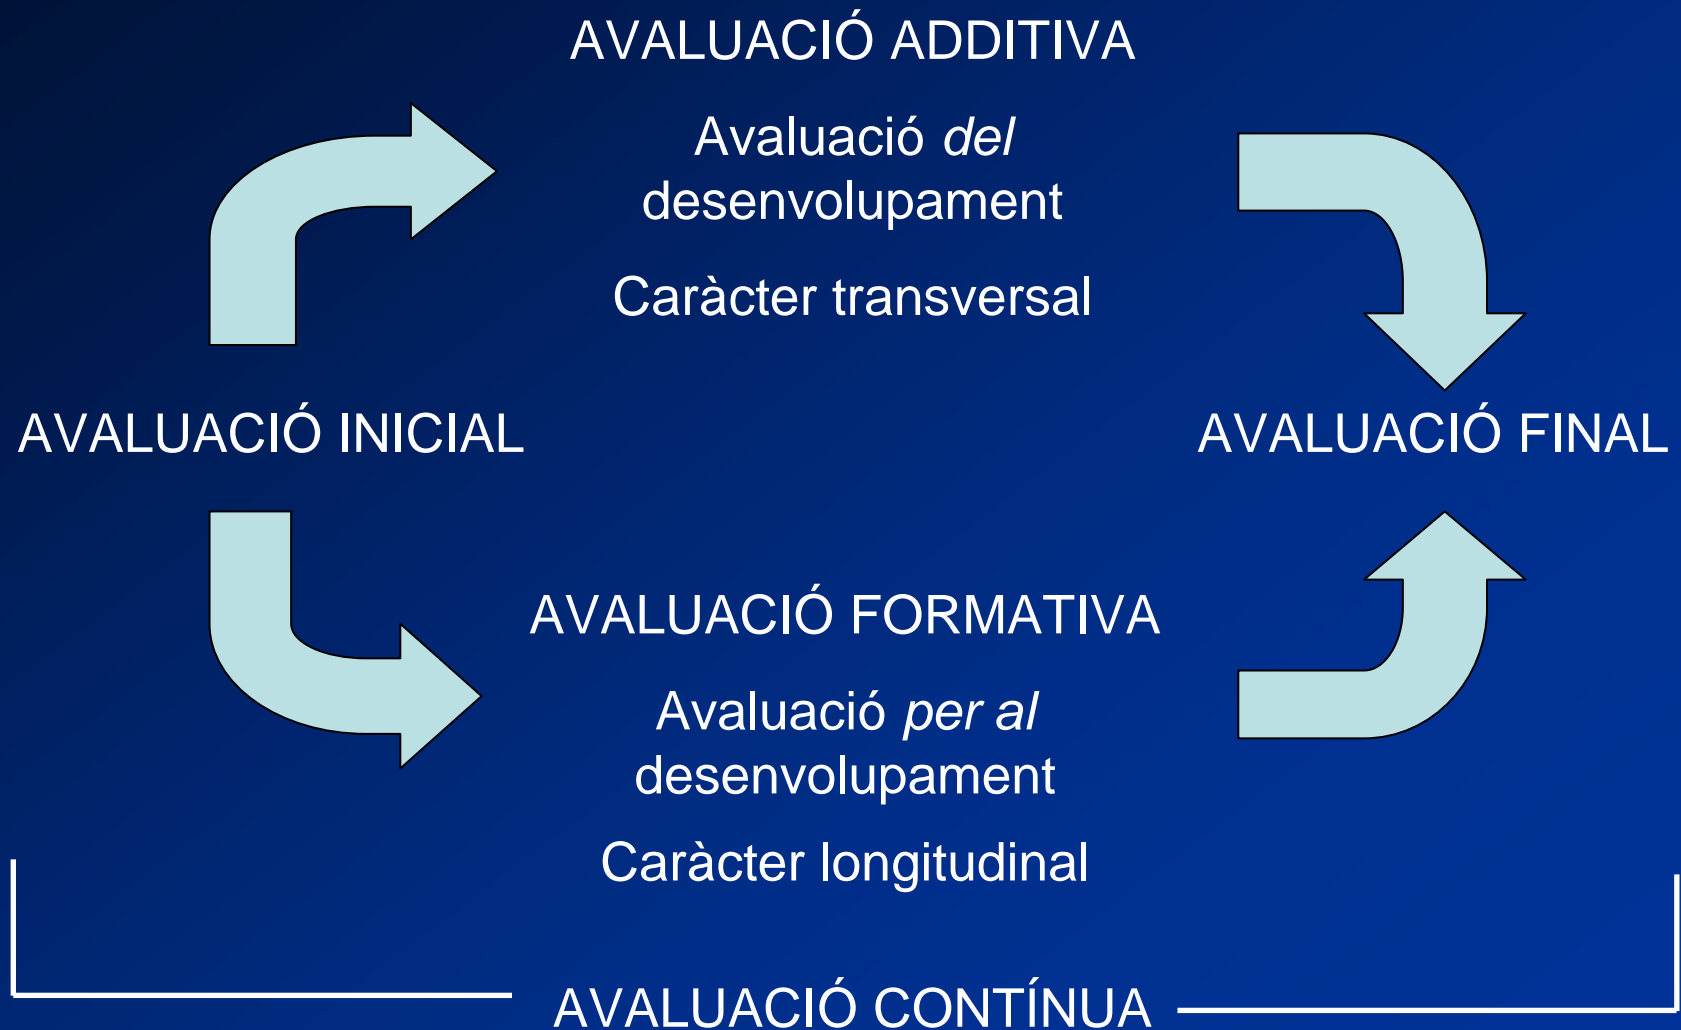 AVALUACIÓ ADDITIVA
Avaluació del
desenvolupament
Caràcter transversal
AVALUACIÓ INICIAL
AVALUACIÓ FINAL
AVALUACIÓ FORMATIVA
Avaluació per al
desenvolupament
Caràcter longitudinal
AVALUACIÓ CONTÍNUA